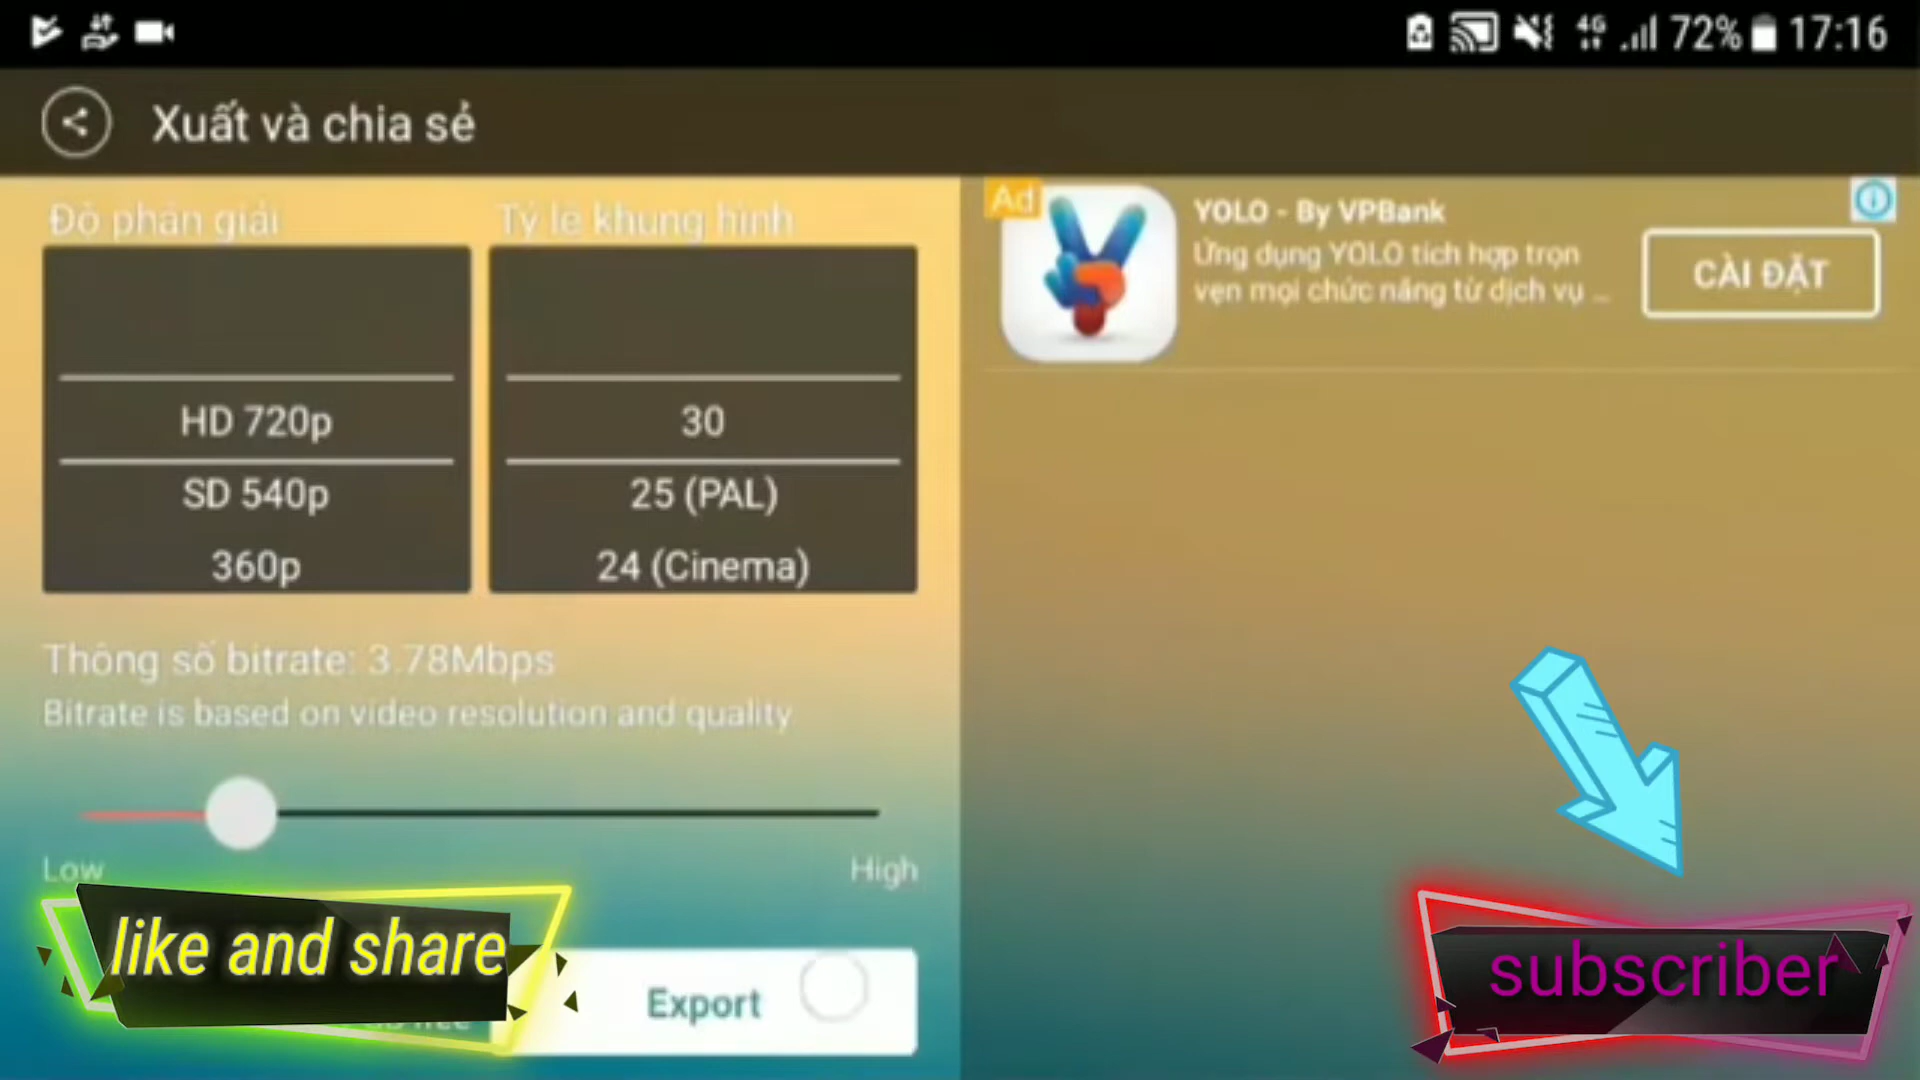 4G 72% 17:16
Xuất và chia sẻ
Độ phân giải
Tỷ lệ khung hình
HD 720p
SD 540p
360p
30
25 (PAL)
24 (Cinema)
Thông số bitrate: 3.78Mbps
Bitrate is based on video resolution and quality
Low
High
like and share
Export
Ad
YOLO - By VPBank
Ứng dụng YOLO tích hợp trọn
vẹn mọi chức năng từ dịch vụ ...
CÀI ĐẶT
subscriber